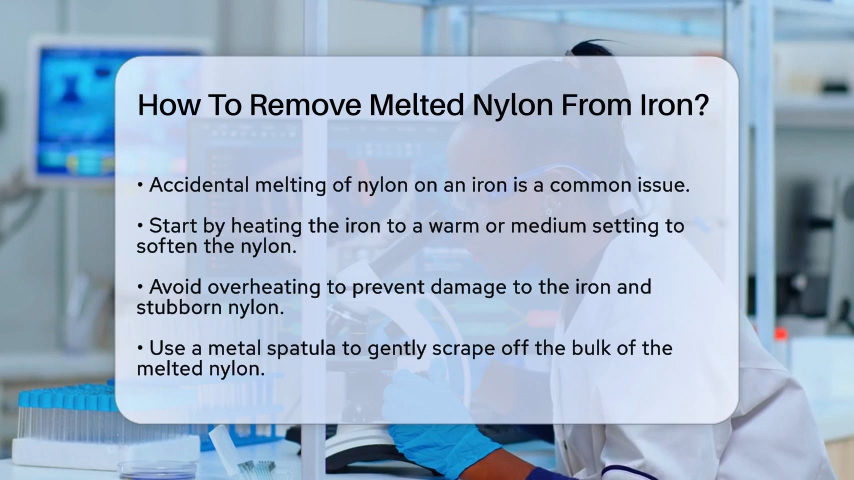 How To Remove Melted Nylon From Iron?
• Accidental melting of nylon on an iron is a common issue.
• Start by heating the iron to a warm or medium setting to
soften the nylon.
• Avoid overheating to prevent damage to the iron and
stubborn nylon.
• Use a metal spatula to gently scrape off the bulk of the
melted nylon.